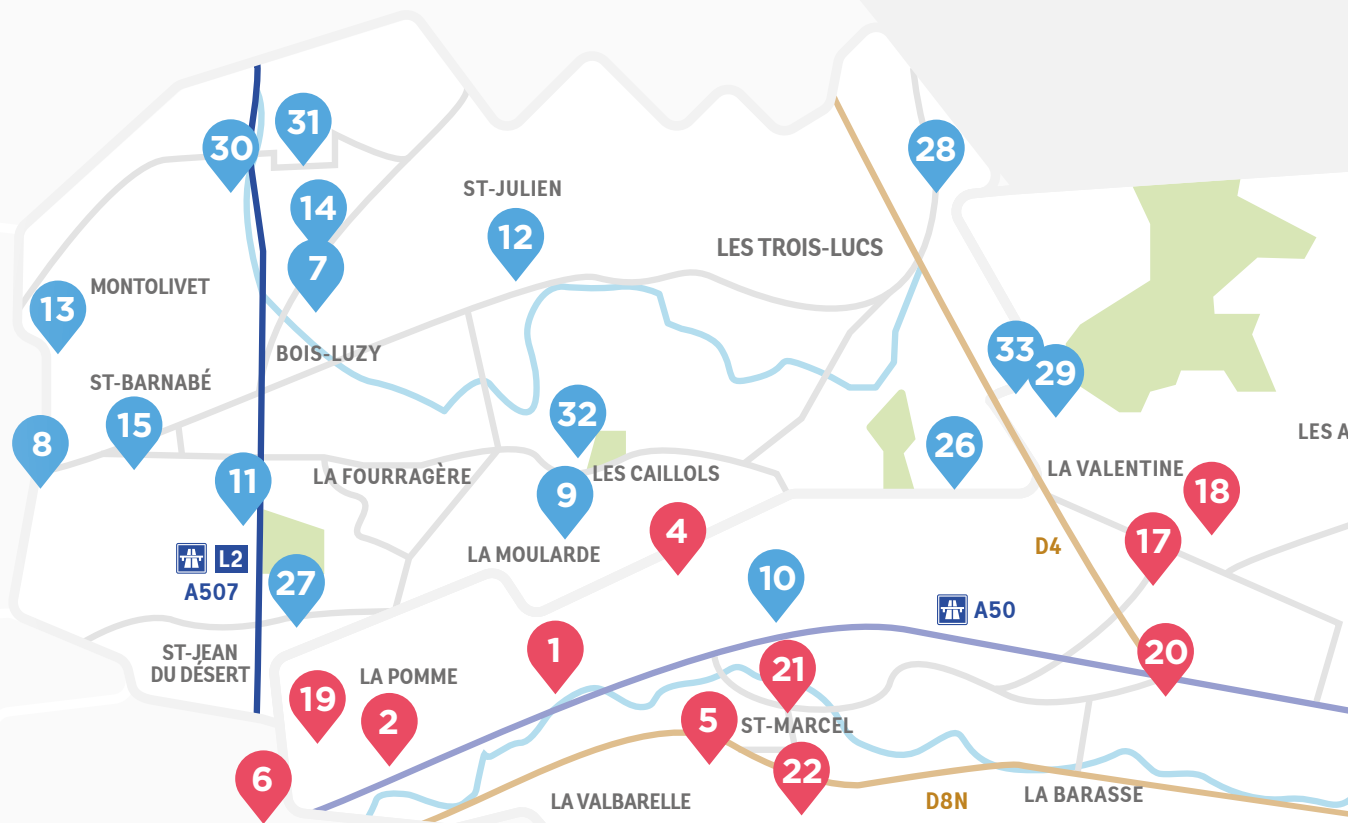 31
30
28
ST-JULIEN
14
12
LES TROIS-LUCS
7
MONTOLIVET
13
BOIS-LUZY
33
29
ST-BARNABÉ
32
15
8
26
LES A
LA FOURRAGÈRE
LES CAILLOLS
LA VALENTINE
11
9
18
4
17
LA MOULARDE
D4
L2
A507
27
10
A50
1
ST-JEAN
DU DÉSERT
LA POMME
21
20
19
2
5
ST-MARCEL
6
22
LA VALBARELLE
D8N
LA BARASSE